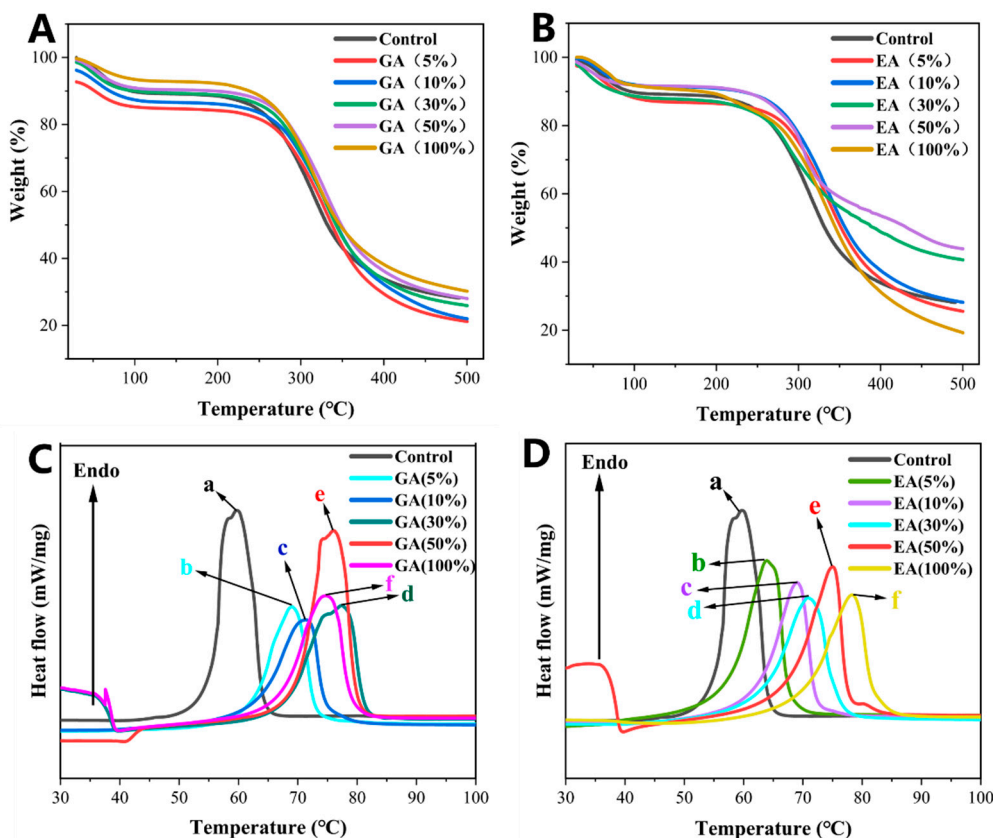 A
Control
GA（5%）
GA（10%）
GA（30%）
GA（50%）
GA（100%）
100
80
60
40
20
Weight (%)
100
200
300
400
500
Temperature (℃)
B
Control
EA（5%）
EA（10%）
EA（30%）
EA（50%）
EA（100%）
100
80
60
40
20
Weight (%)
100
200
300
400
500
Temperature (℃)
C
Endo
Control
GA(5%)
GA(10%)
GA(30%)
GA(50%)
GA(100%)
a
b
c
e
f
d
Heat flow (mW/mg)
30
40
50
60
70
80
90
100
Temperature (℃)
D
Endo
Control
EA(5%)
EA(10%)
EA(30%)
EA(50%)
EA(100%)
a
b
c
d
e
f
Heat flow (mW/mg)
30
40
50
60
70
80
90
100
Temperature (℃)